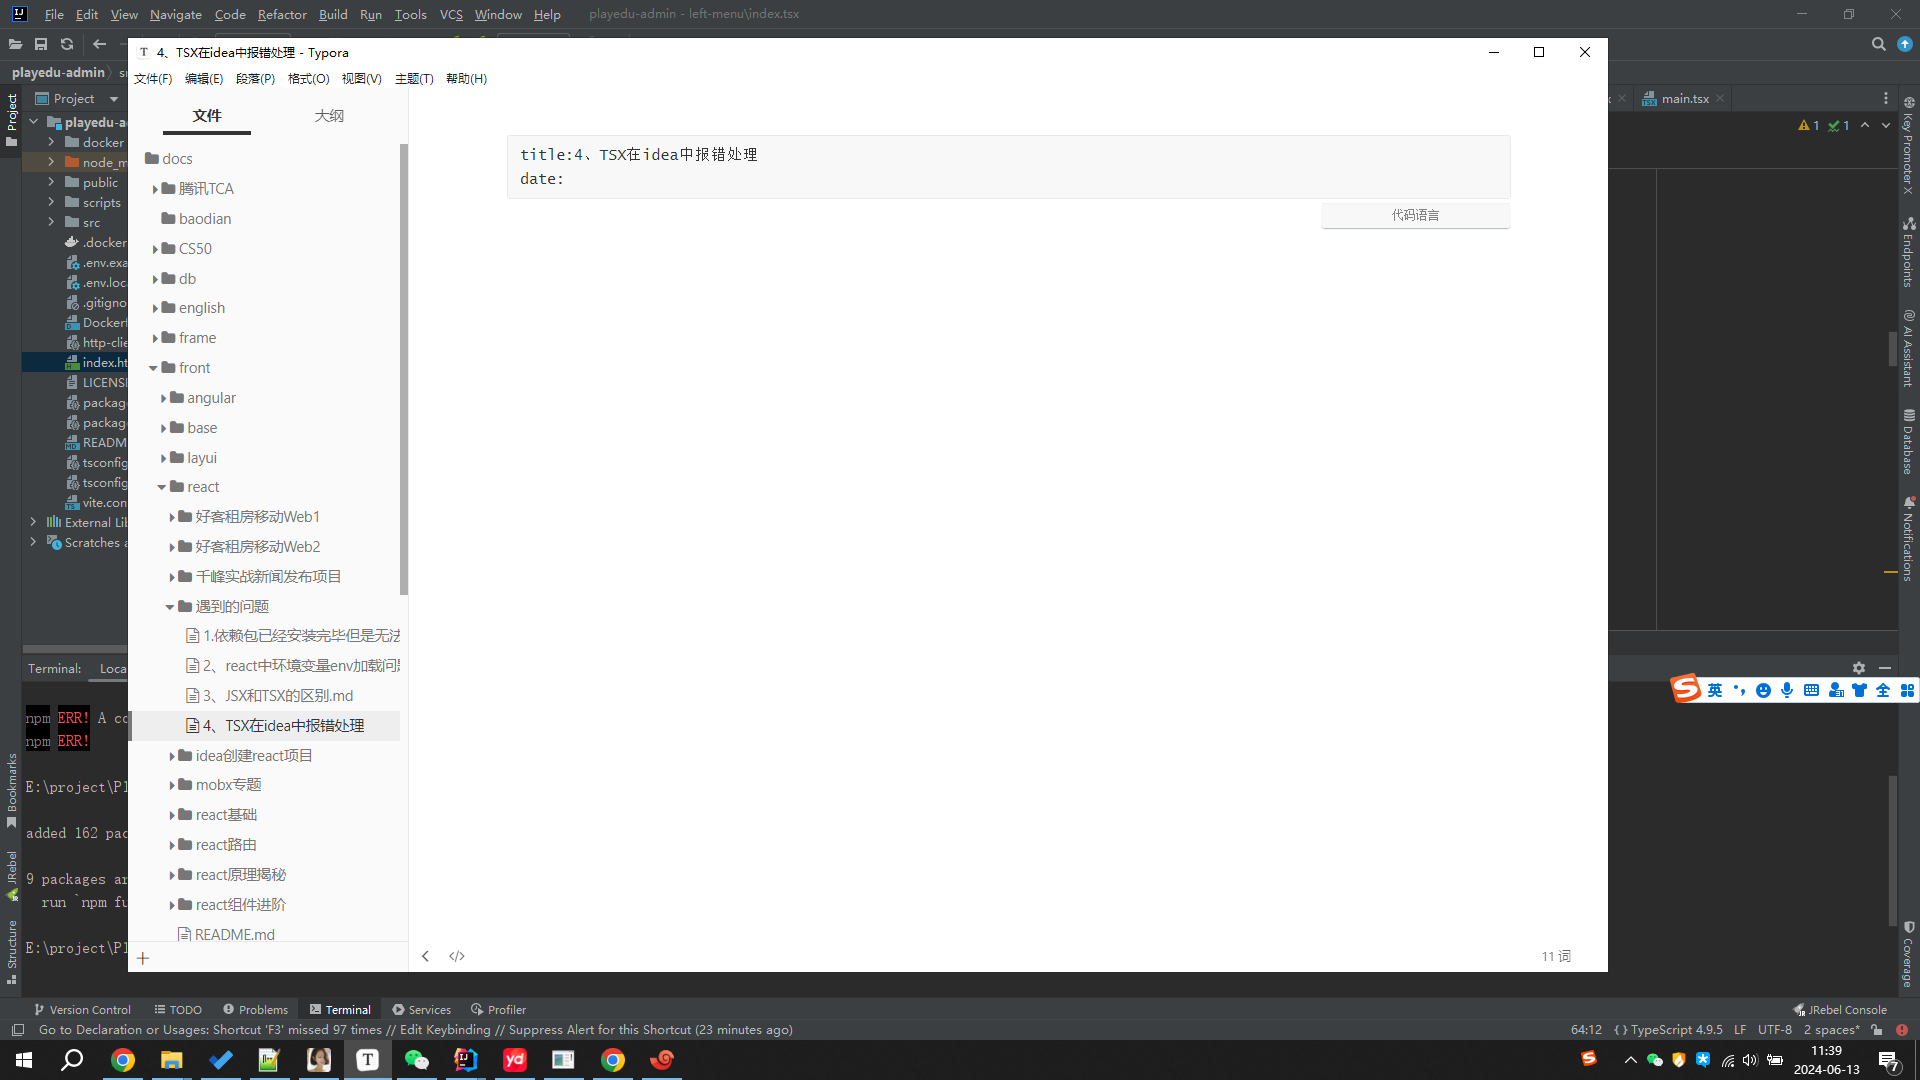 File Edit View Navigate Code Refactor Build Run Tools VCS Window Help playedu-admin - left-menu\index.tsx
T 4、TSX在idea中报错处理 - Typora
playedu-admin
文件(F) 编辑(E) 段落(P) 格式(O) 视图(V) 主题(T) 帮助(H)
Project
main.tsx
文件 大纲
playedu-a
1 1
docker
node_m
public
scripts
src
.docker
.env.exa
.env.loca
.gitigno
Dockerf
http-clie
index.ht
LICENSE
packag
packag
READM
tsconfig
tsconfig
vite.con
External Lib
Scratches a
docs
腾讯TCA
baodian
CS50
db
english
frame
front
angular
base
layui
react
好客租房移动Web1
好客租房移动Web2
千峰实战新闻发布项目
遇到的问题
1.依赖包已经安装完毕但是无法
2、react中环境变量env加载问
3、JSX和TSX的区别.md
4、TSX在idea中报错处理
idea创建react项目
mobx专题
react基础
react路由
react原理揭秘
react组件进阶
README.md
title:4、TSX在idea中报错处理
date:
代码语言
</>
11 词
Project
Bookmarks
JRebel
Structure
Key Promoter X
Endpoints
AI Assistant
Database
Notifications
Coverage
Terminal: Loca
npm ERR! A co
npm ERR!
E:\project\Pl
added 162 pac
9 packages ar
run `npm fu
E:\project\Pl
英
全
Version Control TODO Problems Terminal Services Profiler JRebel Console
Go to Declaration or Usages: Shortcut 'F3' missed 97 times // Edit Keybinding // Suppress Alert for this Shortcut (23 minutes ago) 64:12 { } TypeScript 4.9.5 LF UTF-8 2 spaces*
T
yd
11:39
2024-06-13
7